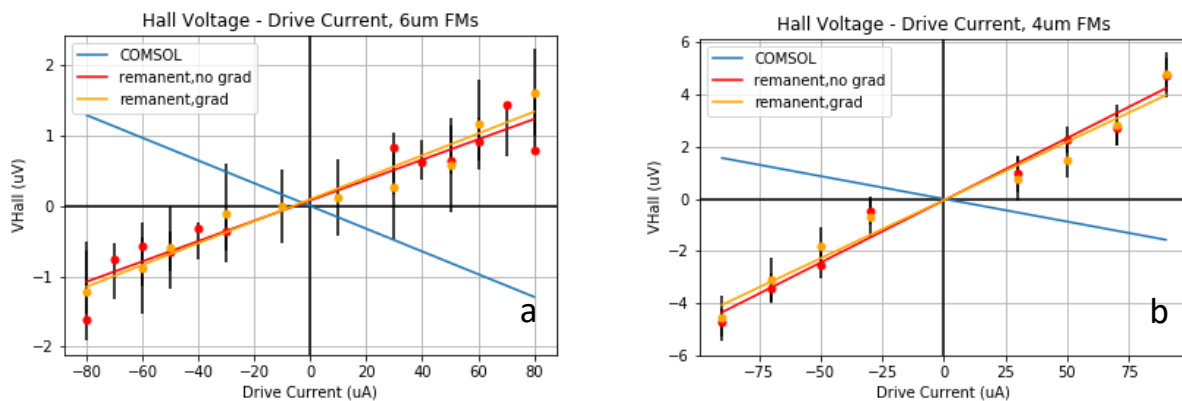 Hall Voltage - Drive Current, 6um FMs
COMSOL
remanent,no grad
remanent,grad
2
1
0
−1
−2
VHall (uV)
−80 −60 −40 −20 0 20 40 60 80
Drive Current (uA)
a
Hall Voltage - Drive Current, 4um FMs
COMSOL
remanent,no grad
remanent,grad
6
4
2
0
−2
−4
−6
VHall (uV)
−75 −50 −25 0 25 50 75
Drive Current (uA)
b